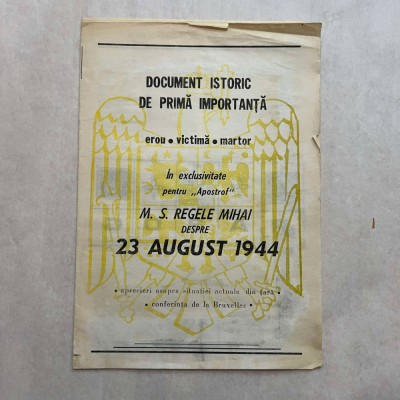 DOCUMENT ISTORIC
DE PRIMĂ IMPORTANȚĂ
erou • victimă • martor
În exclusivitate
pentru „Apostrof"
M. S. REGELE MIHAI
DESPRE
23 AUGUST 1944
• aprecieri asupra situației actuale din țară •
• conferința de la Bruxelles •